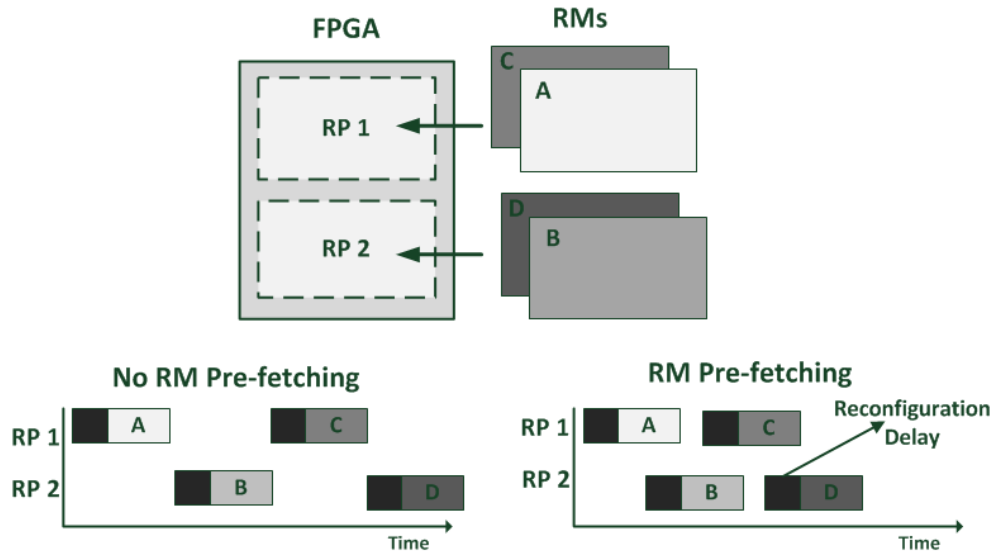 FPGA
RMs
C
A
RP 1
D
B
RP 2
No RM Pre-fetching
RP 1
A
C
RP 2
B
D
Time
RM Pre-fetching
Reconfiguration
Delay
RP 1
A
C
RP 2
B
D
Time